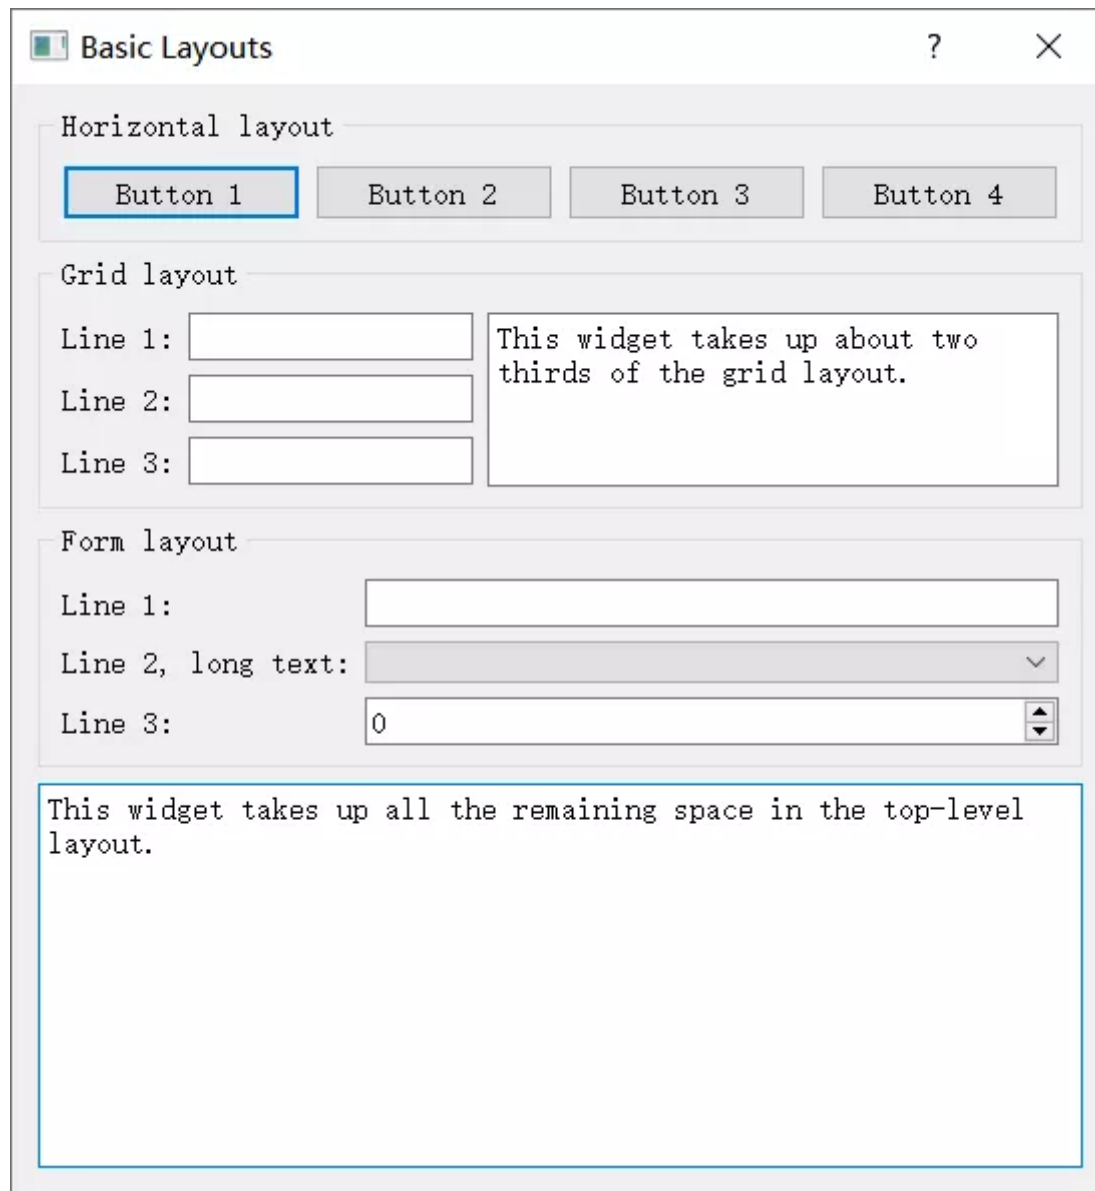 Basic Layouts ?
Horizontal layout
Button 1 Button 2 Button 3 Button 4
Grid layout
Line 1:
Line 2:
Line 3:
This widget takes up about two
thirds of the grid layout.
Form layout
Line 1:
Line 2, long text:
Line 3: 0
This widget takes up all the remaining space in the top-level
layout.